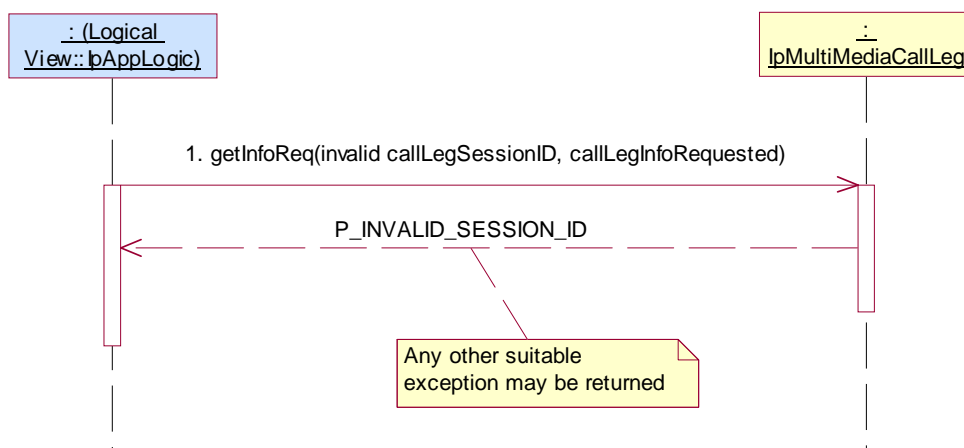 : (Logical
View::IpAppLogic)
:
IpMultiMediaCallLeg
1. getInfoReq(invalid callLegSessionID, callLegInfoRequested)
P_INVALID_SESSION_ID
Any other suitable
exception may be returned